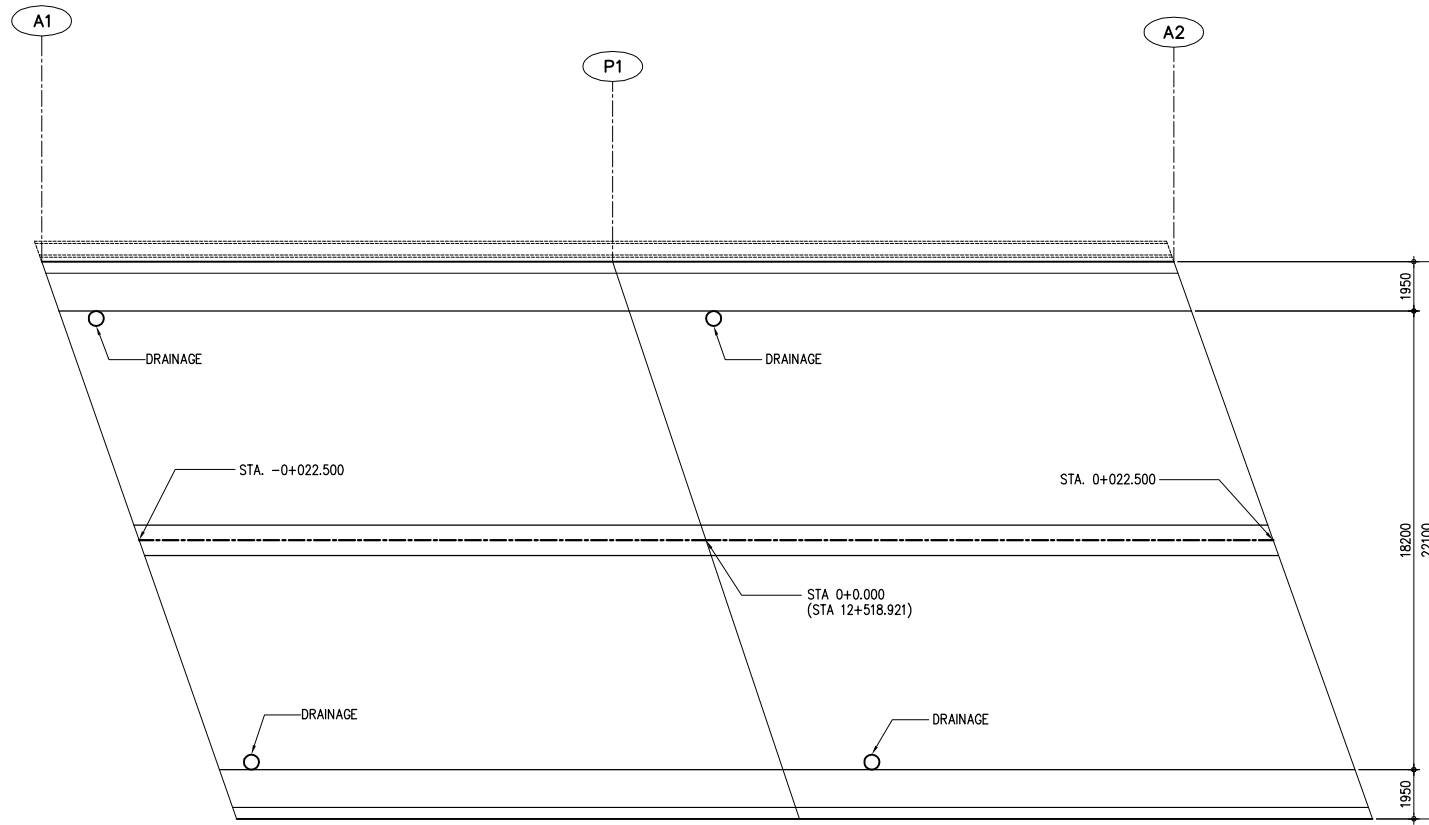 A1
P1
A2
1950
DRAINAGE
DRAINAGE
STA. -0+022.500
STA. 0+022.500
18200
22100
STA 0+0.000
(STA 12+518.921)
DRAINAGE
DRAINAGE
1950